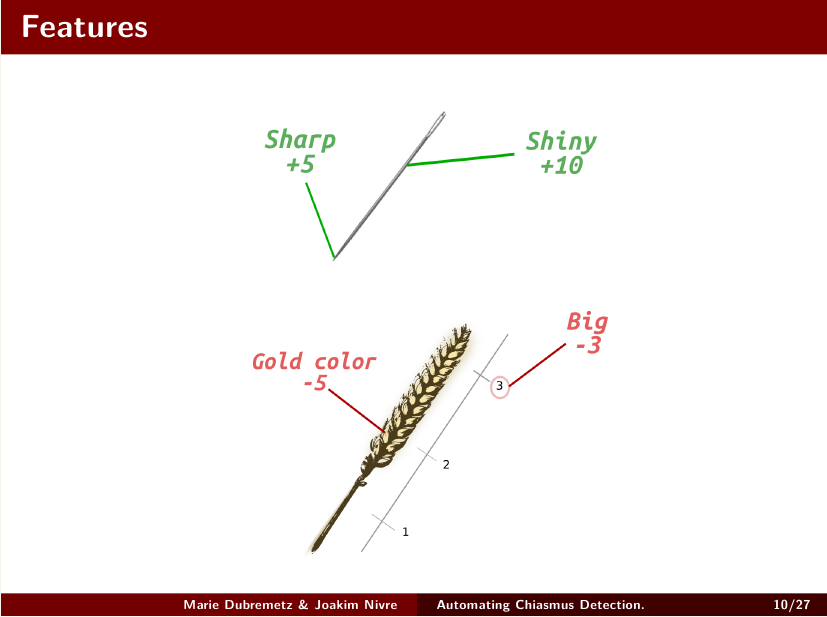 Features
Sharp
+5
Shiny
+10
Big
-3
Gold color
-5
3
2
1
Marie Dubremetz & Joakim Nivre
Automating Chiasmus Detection.
10/27